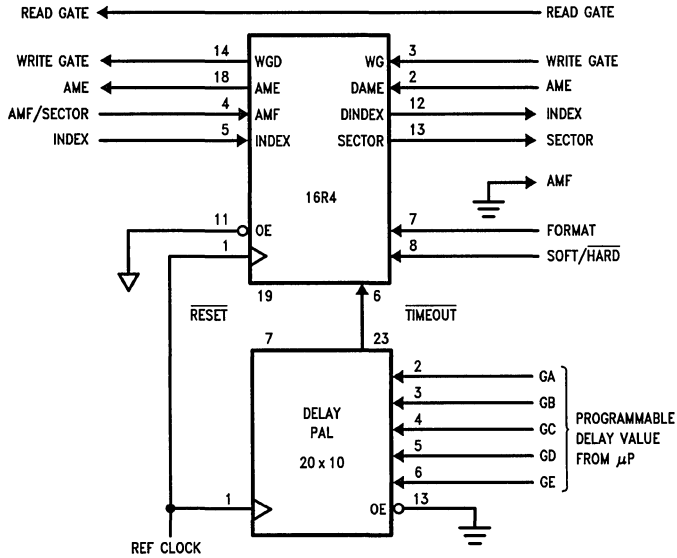 READ GATE READ GATE
WRITE GATE 14 WGD WG 3 WRITE GATE
AME 18 AME DAME 2 AME
AMF/SECTOR 4 AMF DINDEX 12 INDEX
INDEX 5 INDEX SECTOR 13 SECTOR
AMF
16R4
11 OE 7 FORMAT
1 8 SOFT/HARD
19 6
RESET TIMEOUT
7 23
2 GA
3 GB
DELAY
PAL
20 x 10
4 GC
5 GD
6 GE
PROGRAMMABLE
DELAY VALUE
FROM μP
1 OE 13
REF CLOCK